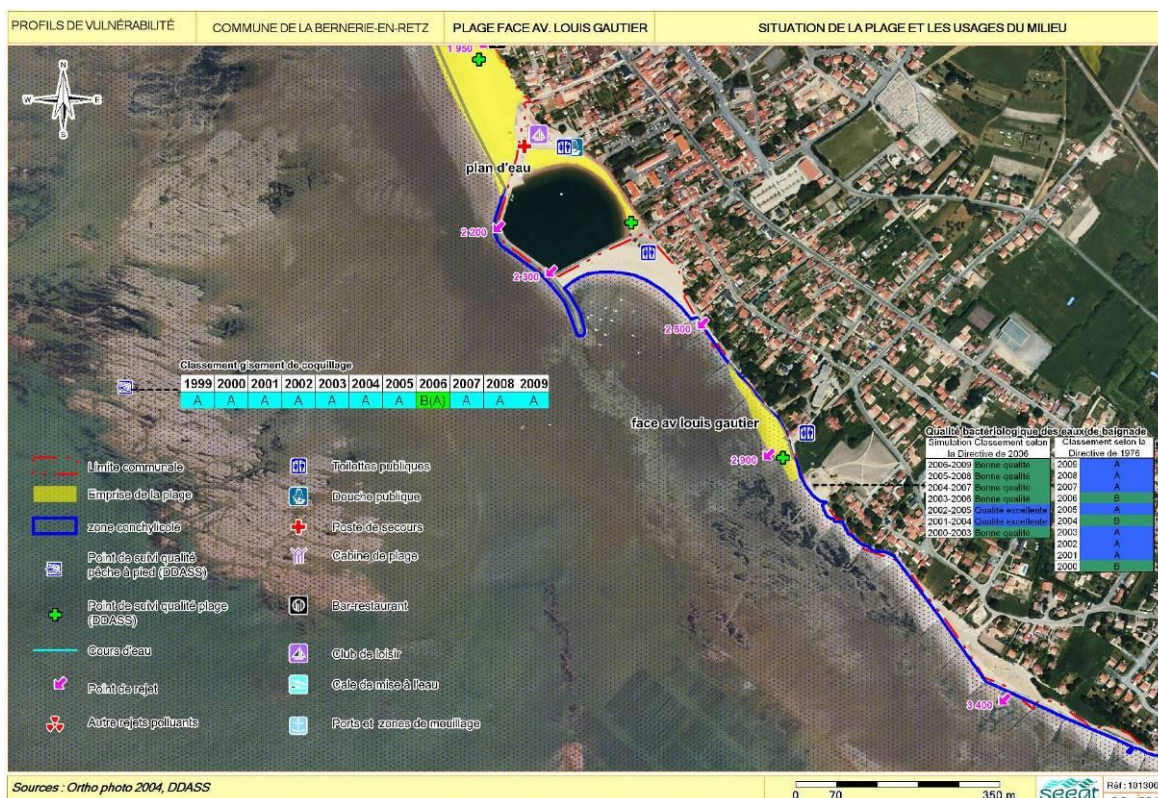 PROFILS DE VULNÉRABILITÉ
COMMUNE DE LA BERNERIE-EN-RETZ
PLAGE FACE AV. LOUIS GAUTIER
SITUATION DE LA PLAGE ET LES USAGES DU MILIEU
1 950
N
W E
S
plan d'eau
2 200
2 300
2 500
Classement gisement de coquillage
1999 2000 2001 2002 2003 2004 2005 2006 2007 2008 2009
A A A A A A A B(A) A A A
face av louis gautier
2 900
Qualité bactériologique des eaux de baignade
Simulation Classement selon
la Directive de 2006
2006-2009 Bonne qualité
2005-2008 Bonne qualité
2004-2007 Bonne qualité
2003-2006 Bonne qualité
2002-2005 Qualité excellente
2001-2004 Qualité excellente
2000-2003 Bonne qualité
Classement selon la
Directive de 1976
2009 A
2008 A
2007 A
2006 B
2005 A
2004 B
2003 A
2002 A
2001 A
2000 B
Limite communale
Emprise de la plage
zone conchylicole
Point de suivi qualité
pêche à pied (DDASS)
Point de suivi qualité plage
(DDASS)
Cours d'eau
Point de rejet
Autre rejets polluants
Toilettes publiques
Douche publique
Poste de secours
Cabine de plage
Bar-restaurant
Club de loisir
Cale de mise à l'eau
Ports et zones de mouillage
3 400
Sources : Ortho photo 2004, DDASS
0 70 350 m
seeat
Réf : 101300